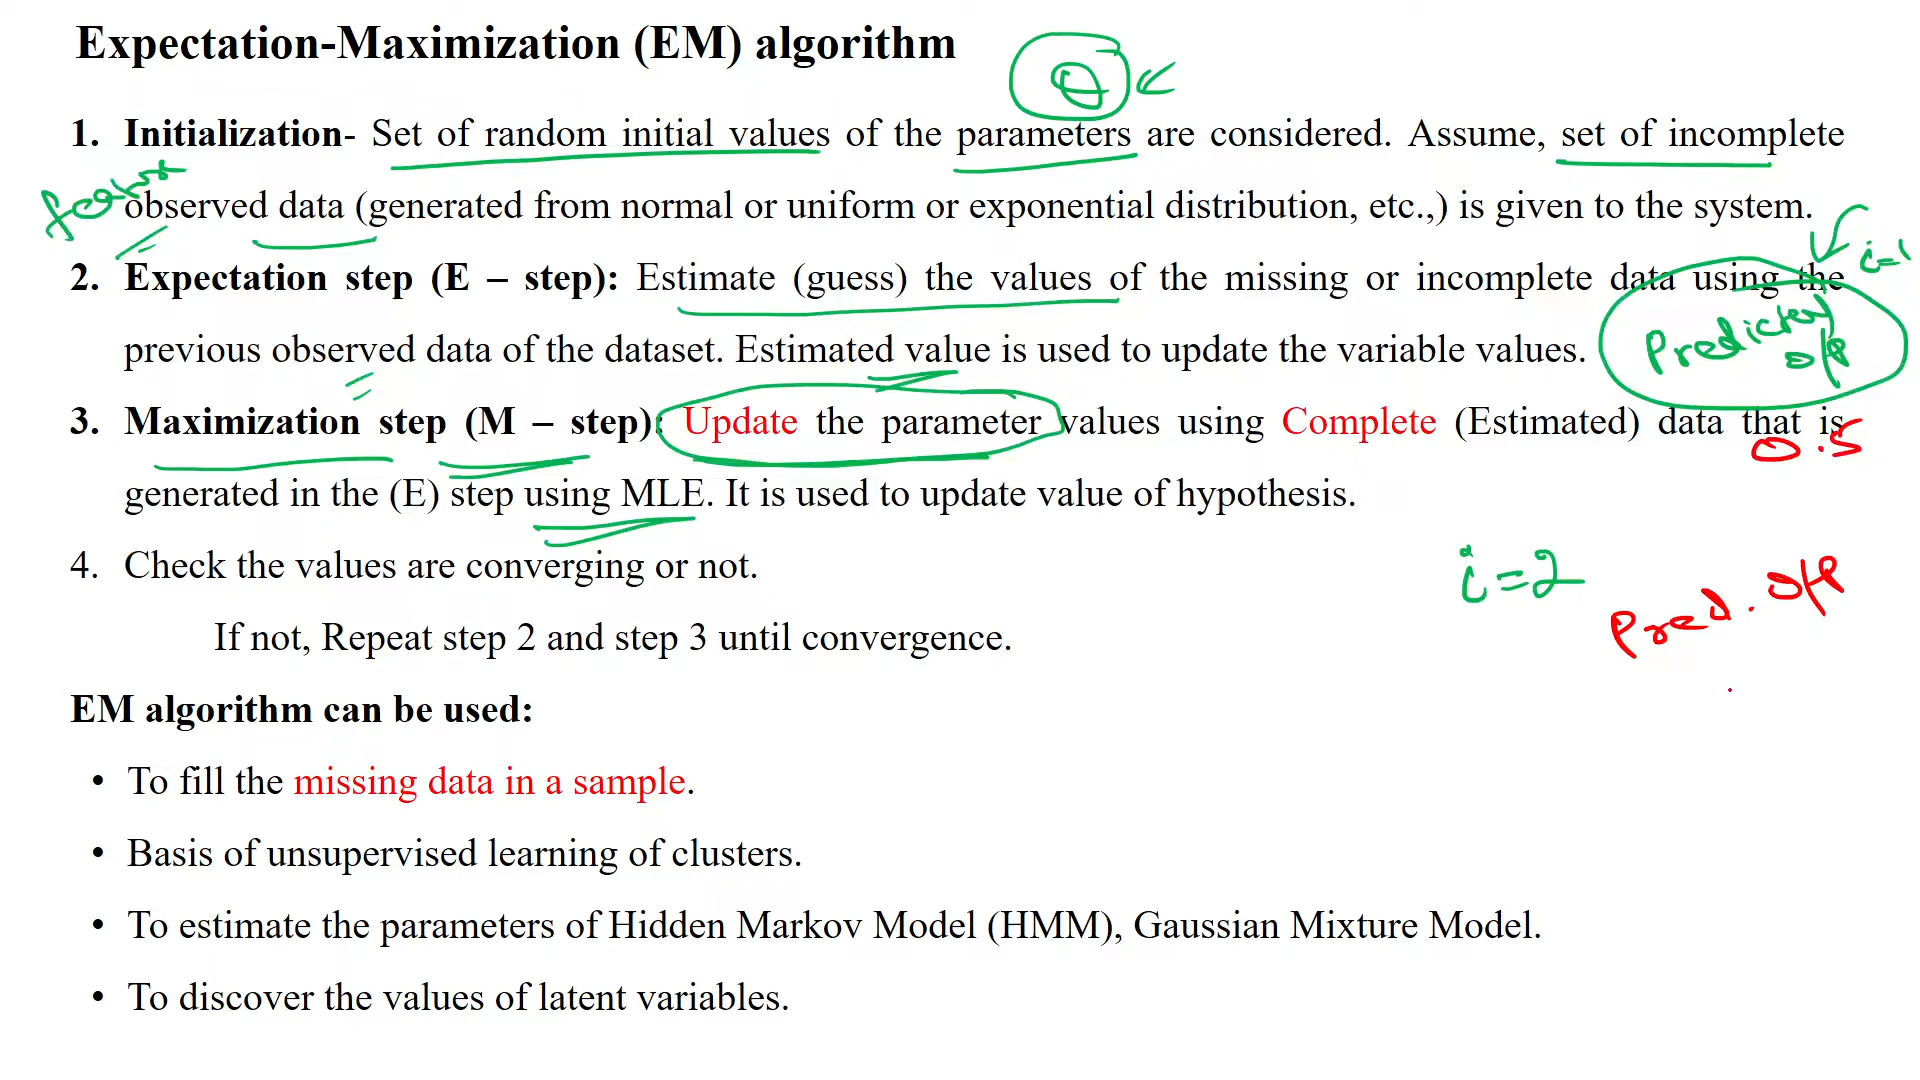 Expectation-Maximization (EM) algorithm
θ
1. Initialization- Set of random initial values of the parameters are considered. Assume, set of incomplete
observed data (generated from normal or uniform or exponential distribution, etc.,) is given to the system.
i=1
2. Expectation step (E – step): Estimate (guess) the values of the missing or incomplete data using the
previous observed data of the dataset. Estimated value is used to update the variable values.
Predicted
O/P
3. Maximization step (M – step): Update the parameter values using Complete (Estimated) data that is
0.5
generated in the (E) step using MLE. It is used to update value of hypothesis.
4. Check the values are converging or not.
i=2
Pred. O/P
If not, Repeat step 2 and step 3 until convergence.
EM algorithm can be used:
• To fill the missing data in a sample.
• Basis of unsupervised learning of clusters.
• To estimate the parameters of Hidden Markov Model (HMM), Gaussian Mixture Model.
• To discover the values of latent variables.